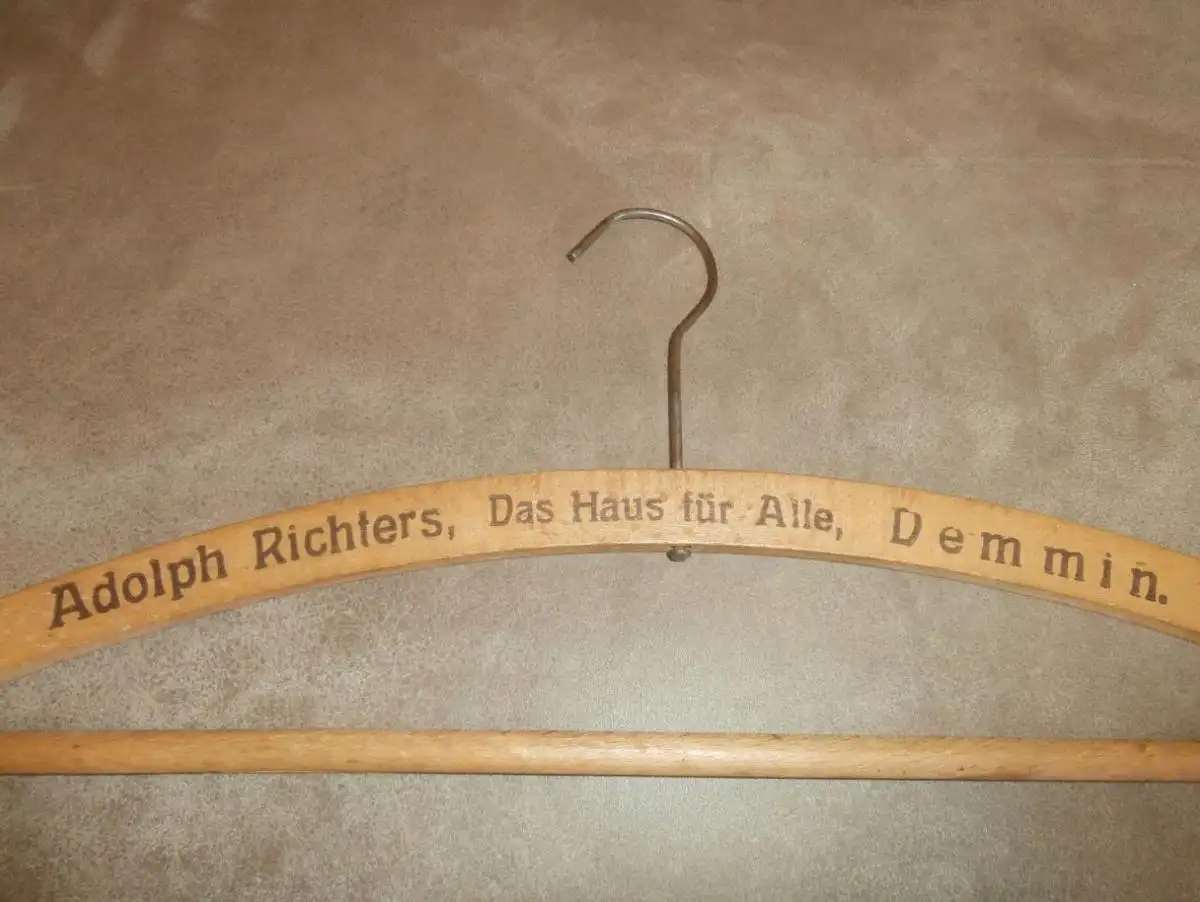 Adolph Richters, Das Haus für Alle, Demmin.